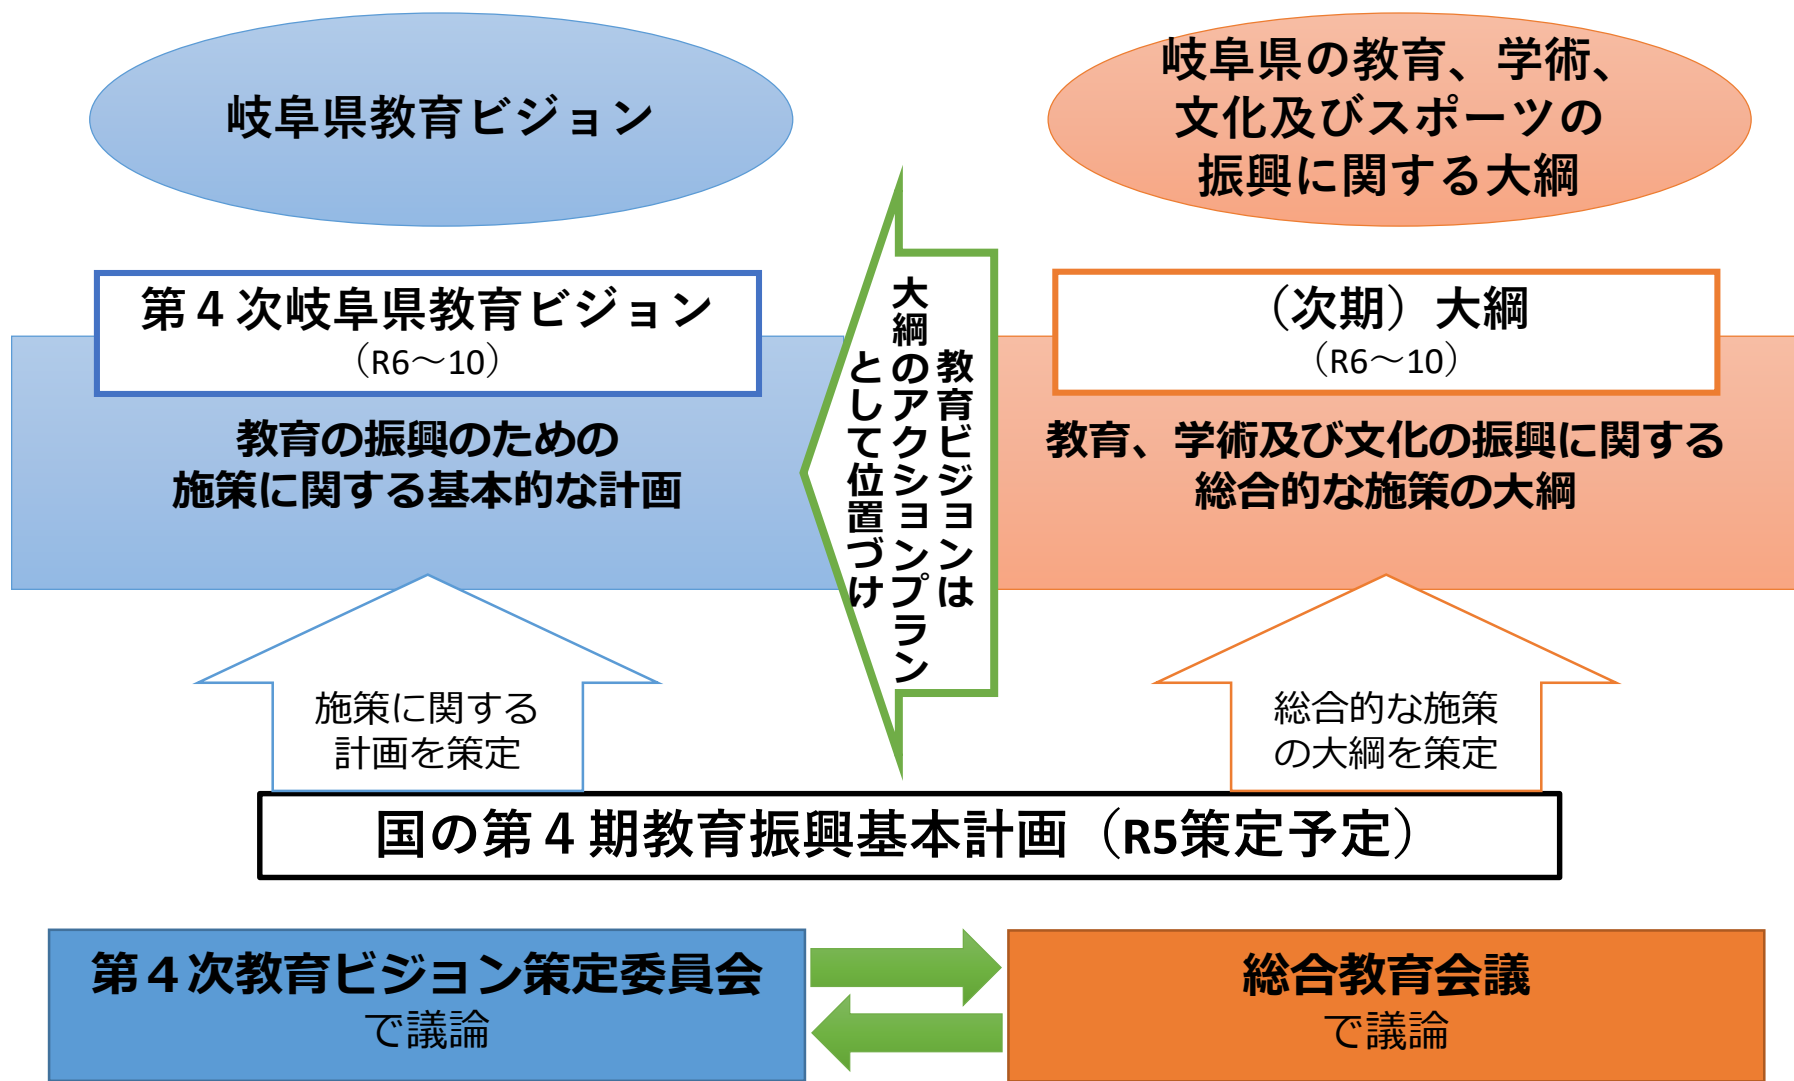 岐阜県教育ビジョン
岐阜県の教育、学術、
文化及びスポーツの
振興に関する大綱
第４次岐阜県教育ビジョン
（R6～10）
教育の振興のための
施策に関する基本的な計画
教育ビジョンは
大綱のアクションプラン
として位置づけ
（次期）大綱
（R6～10）
教育、学術及び文化の振興に関する
総合的な施策の大綱
施策に関する
計画を策定
総合的な施策
の大綱を策定
国の第４期教育振興基本計画（R5策定予定）
第４次教育ビジョン策定委員会
で議論
総合教育会議
で議論